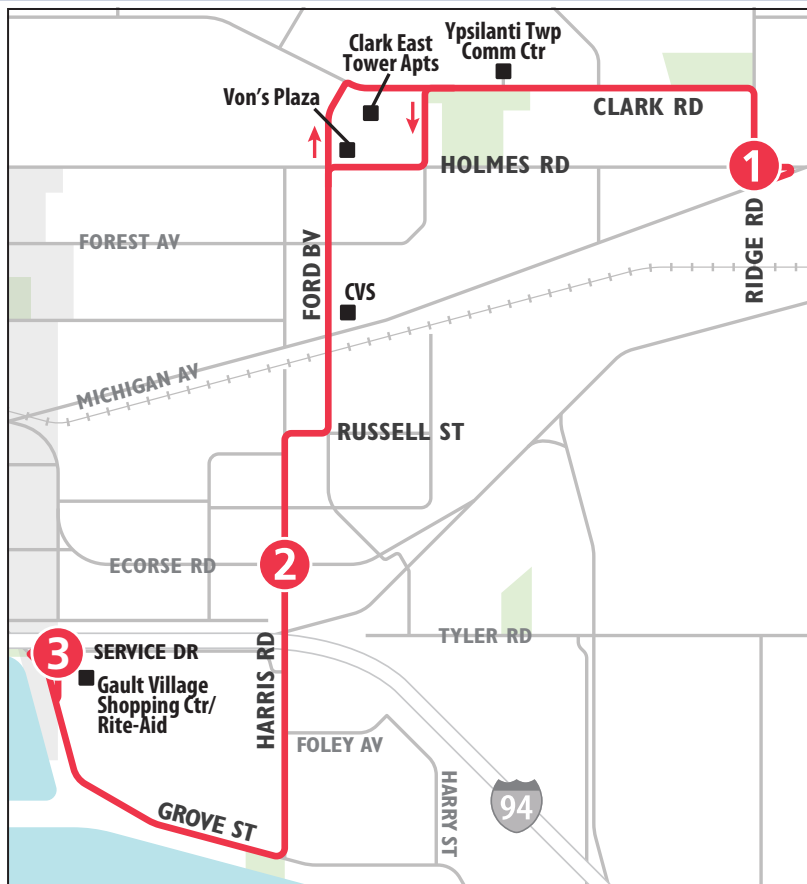 Ypsilanti Twp
Comm Ctr
Clark East
Tower Apts
Von's Plaza
CLARK RD
HOLMES RD
1
RIDGE RD
FOREST AV
FORD BV
CVS
MICHIGAN AV
RUSSELL ST
ECORSE RD
2
TYLER RD
3
SERVICE DR
Gault Village
Shopping Ctr/
Rite-Aid
HARRIS RD
FOLEY AV
HARRY ST
94
GROVE ST